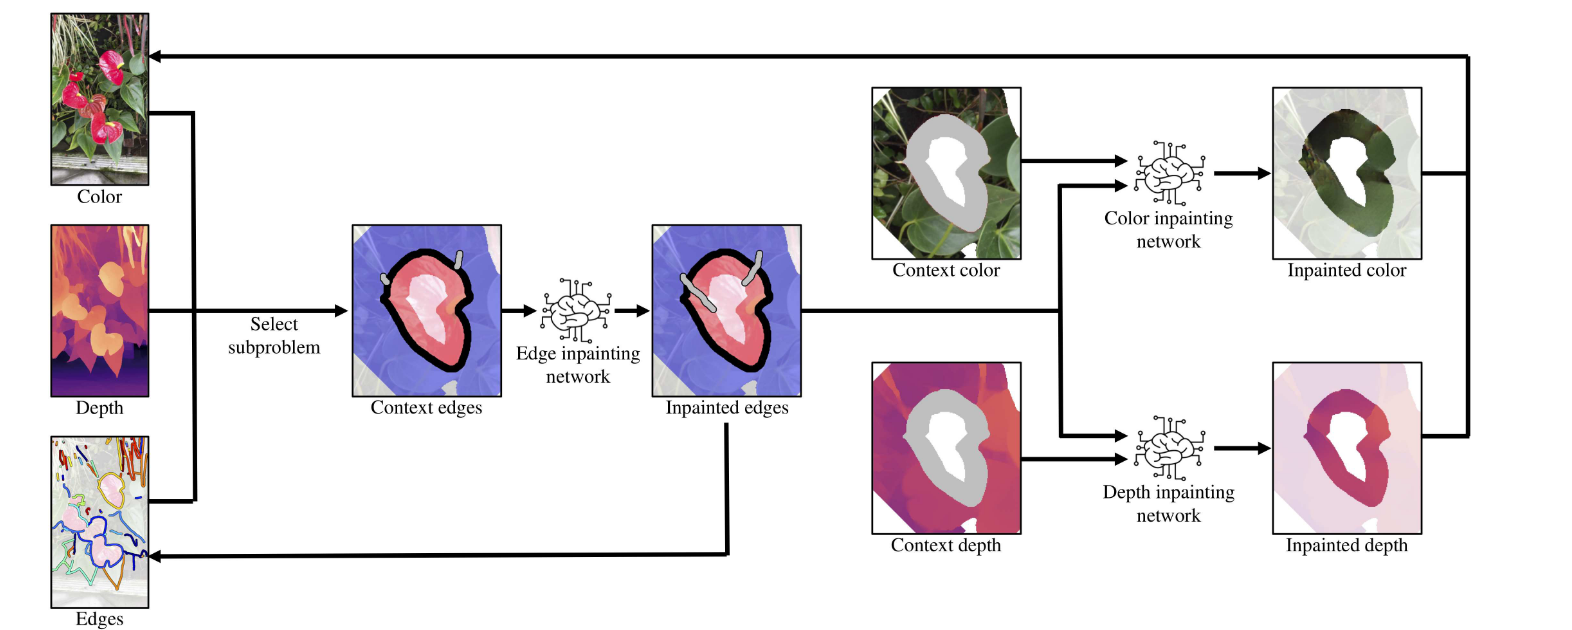 Color
Depth
Edges
Select
subproblem
Context edges
Edge inpainting
network
Inpainted edges
Context color
Color inpainting
network
Inpainted color
Context depth
Depth inpainting
network
Inpainted depth